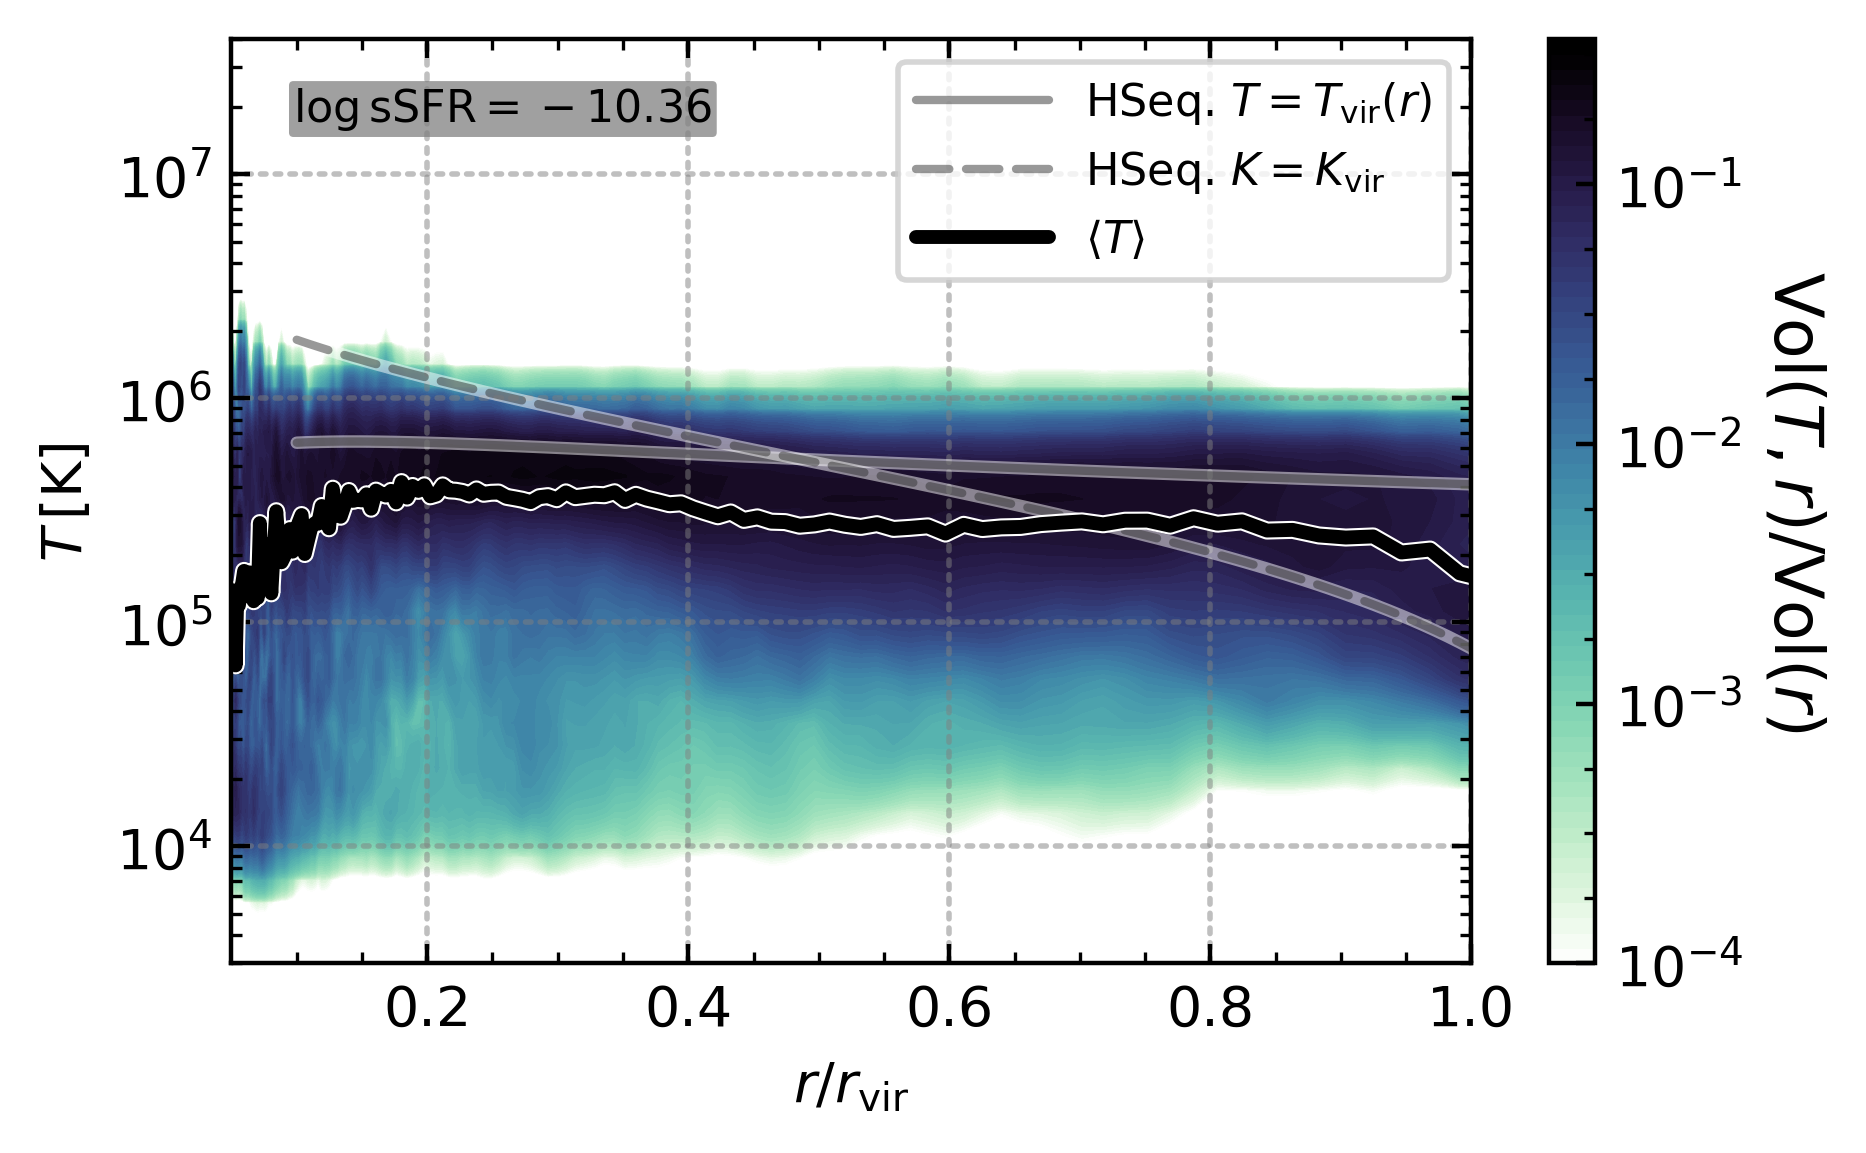 log sSFR = −10.36
HSeq. T = T_vir(r)
HSeq. K = K_vir
⟨T⟩
10^7
10^6
10^5
10^4
T [K]
0.2 0.4 0.6 0.8 1.0
r/r_vir
10^−1
10^−2
10^−3
10^−4
Vol(T, r)/Vol(r)